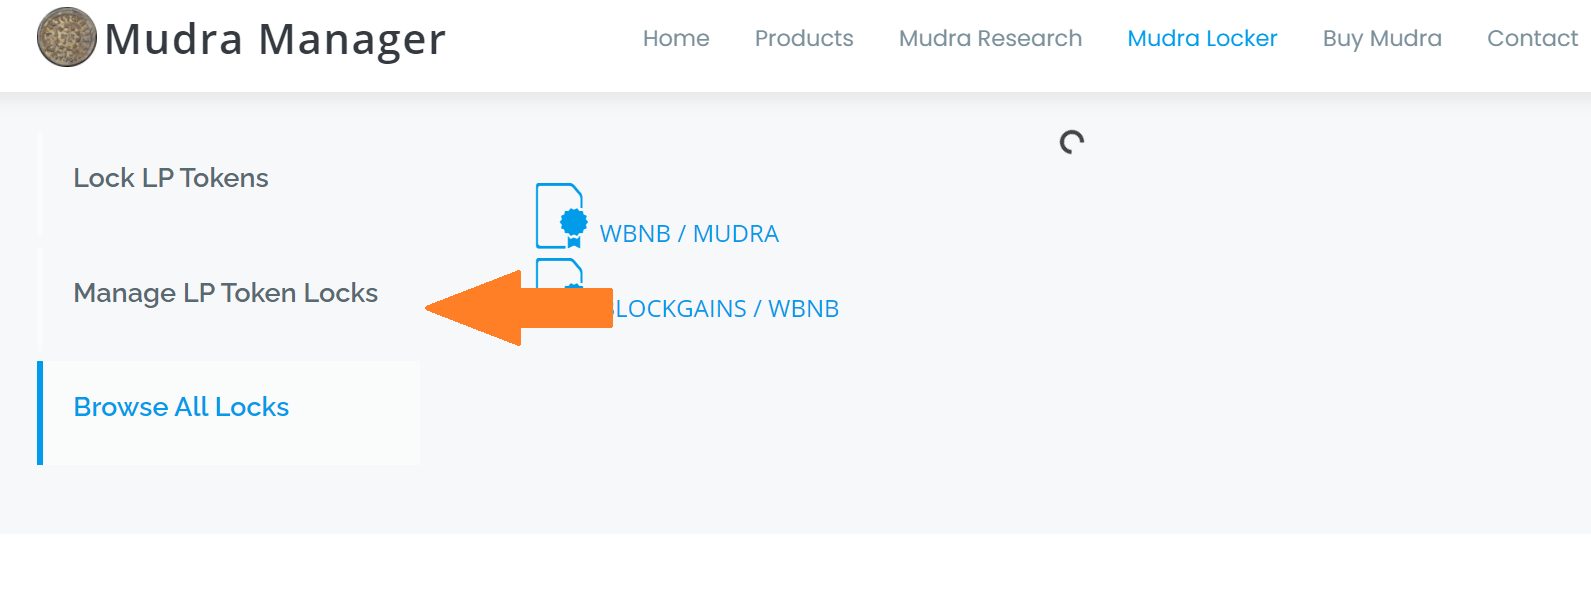 Mudra Manager
Home Products Mudra Research Mudra Locker Buy Mudra Contact
Lock LP Tokens
WBNB / MUDRA
Manage LP Token Locks
/ WBNB
Browse All Locks